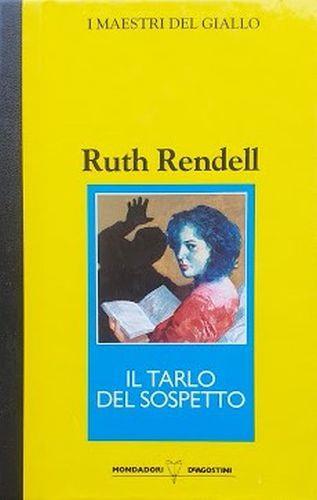 I MAESTRI DEL GIALLO
Ruth Rendell
IL TARLO
DEL SOSPETTO
MONDADORI DEAGOSTINI